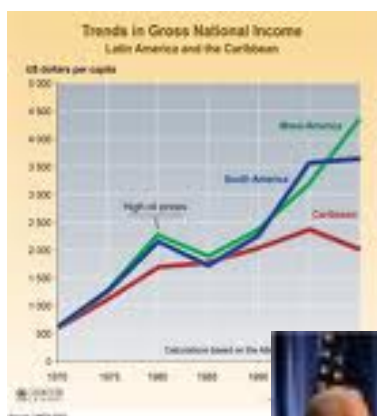 Trends in Gross National Income
Latin America and the Caribbean
US dollars per capita
5 000
4 500
4 000
3 500
3 000
2 500
2 000
1 500
1 000
500
0
Meso-America
South America
Caribbean
High oil prices
Calculations based on the Atlas
1970
1975
1980
1985
1990